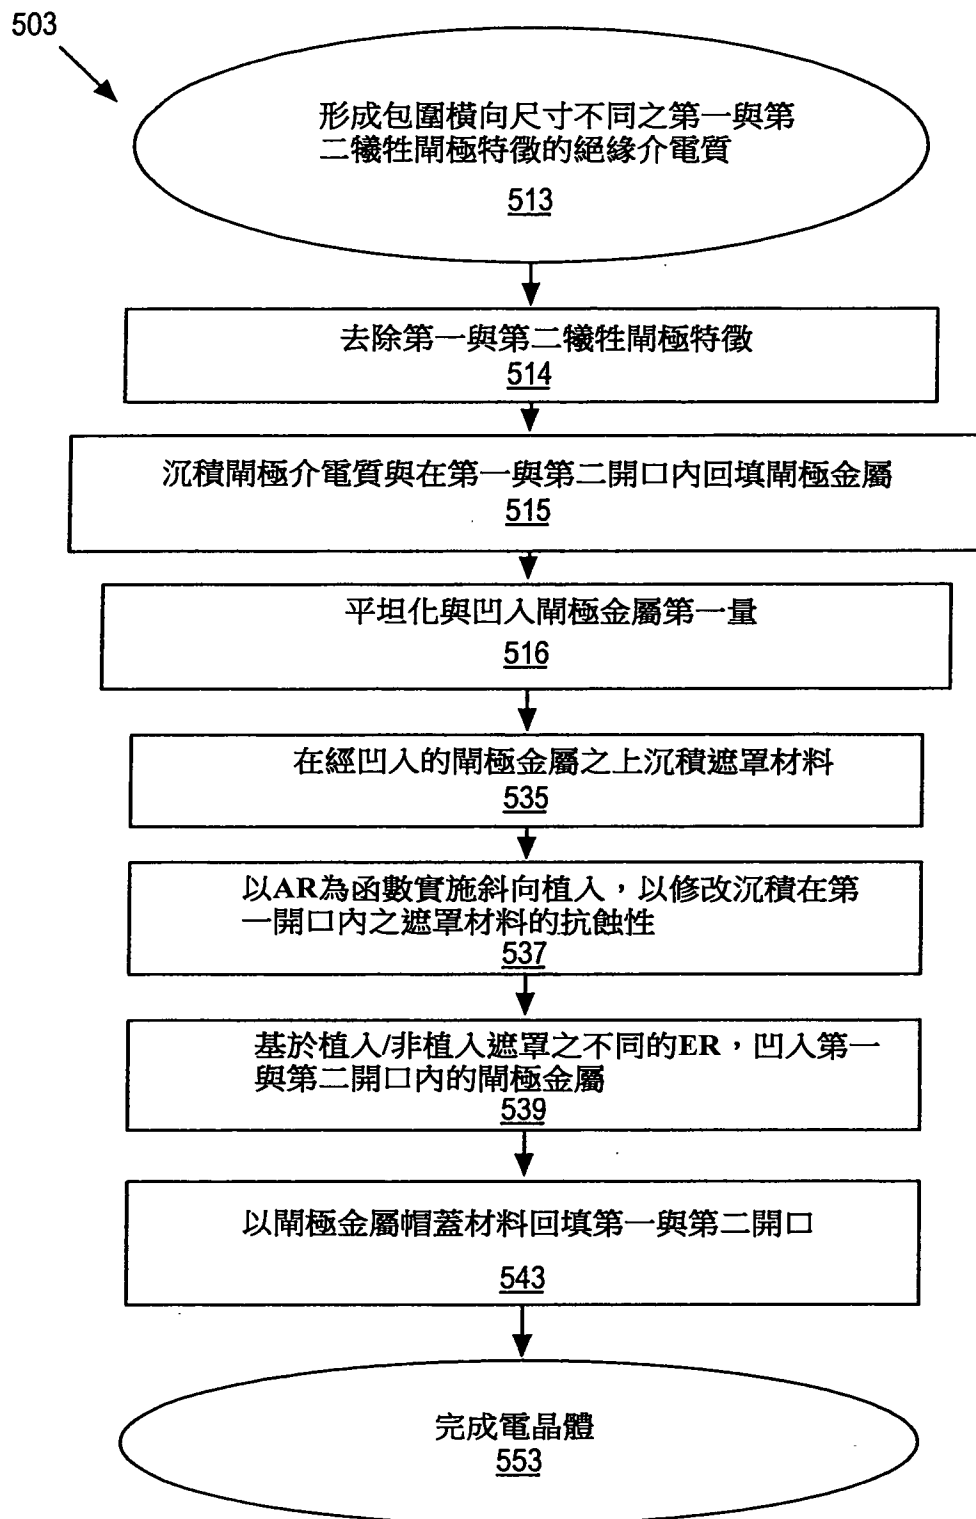 503
形成包圍橫向尺寸不同之第一與第
二犧牲閘極特徵的絕緣介電質
513
去除第一與第二犧牲閘極特徵
514
沉積閘極介電質與在第一與第二開口內回填閘極金屬
515
平坦化與凹入閘極金屬第一量
516
在經凹入的閘極金屬之上沉積遮罩材料
535
以AR為函數實施斜向植入，以修改沉積在第
一開口內之遮罩材料的抗蝕性
537
基於植入/非植入遮罩之不同的ER，凹入第一
與第二開口內的閘極金屬
539
以閘極金屬帽蓋材料回填第一與第二開口
543
完成電晶體
553